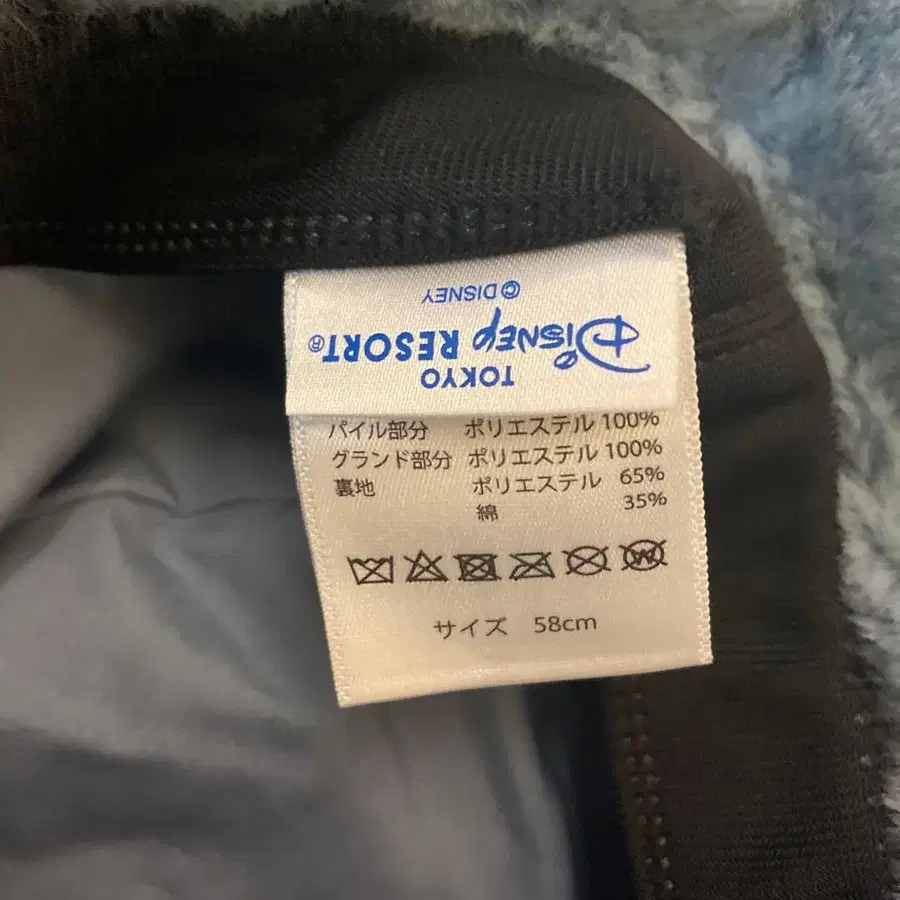 TOKYO
DISNEY RESORT®
© DISNEY
パイル部分 ポリエステル 100%
グランド部分 ポリエステル 100%
裏地 ポリエステル 65%
綿 35%
W
サイズ 58cm